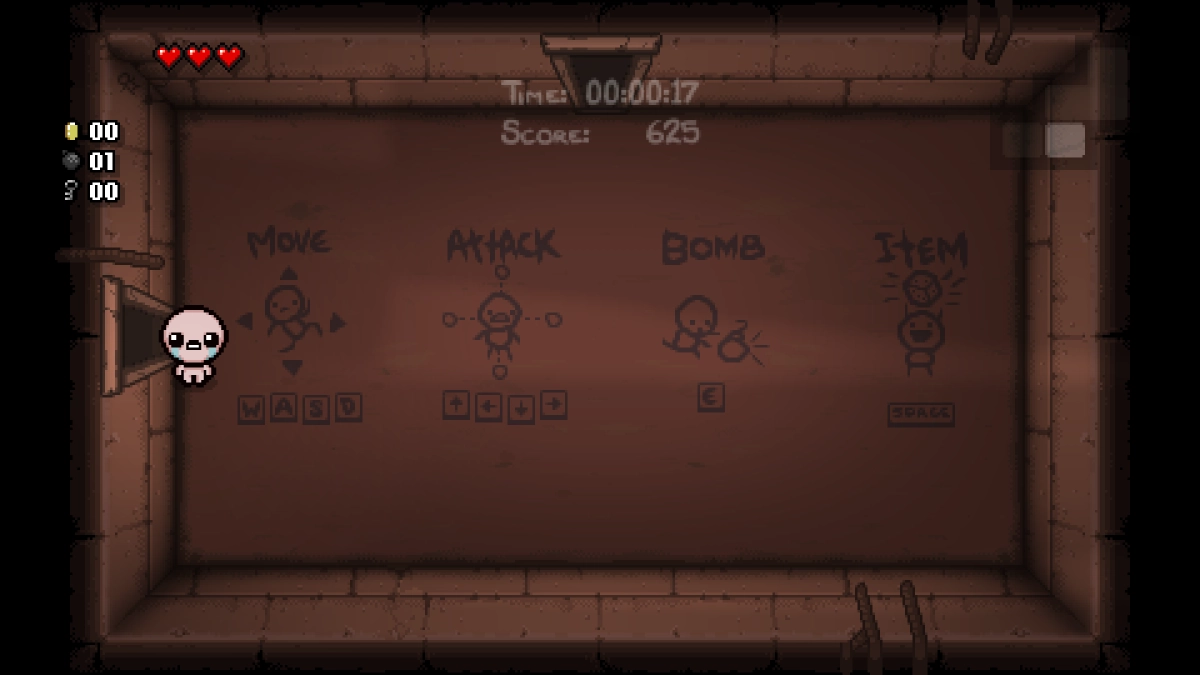 Time: 00:00:17
Score: 625
00
01
00
Move
Attack
Bomb
Item
W A S D
E
SPACE